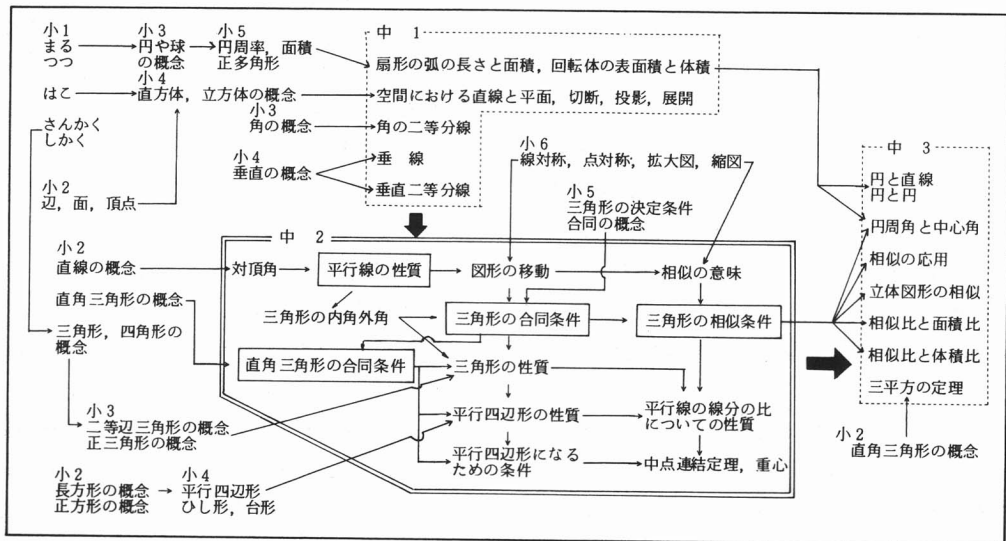 小1
まる
つつ
小3
円や球
の概念
小5
円周率，面積
正多角形
中 1
扇形の弧の長さと面積，回転体の表面積と体積
はこ
小4
直方体，立方体の概念
空間における直線と平面，切断，投影，展開
さんかく
しかく
小3
角の概念
角の二等分線
小4
垂直の概念
垂 線
垂直二等分線
小2
辺，面，頂点
小6
線対称，点対称，拡大図，縮図
小5
三角形の決定条件
合同の概念
中 3
円と直線
円と円
円周角と中心角
相似の応用
立体図形の相似
相似比と面積比
相似比と体積比
三平方の定理
小2
直角三角形の概念
中 2
小2
直線の概念
対頂角
平行線の性質
図形の移動
相似の意味
直角三角形の概念
三角形の内角外角
三角形の合同条件
三角形の相似条件
三角形，四角形の
概念
直角三角形の合同条件
三角形の性質
小3
二等辺三角形の概念
正三角形の概念
平行四辺形の性質
平行線の線分の比
についての性質
平行四辺形になる
ための条件
中点連結定理，重心
小2
長方形の概念
正方形の概念
小4
平行四辺形
ひし形，台形